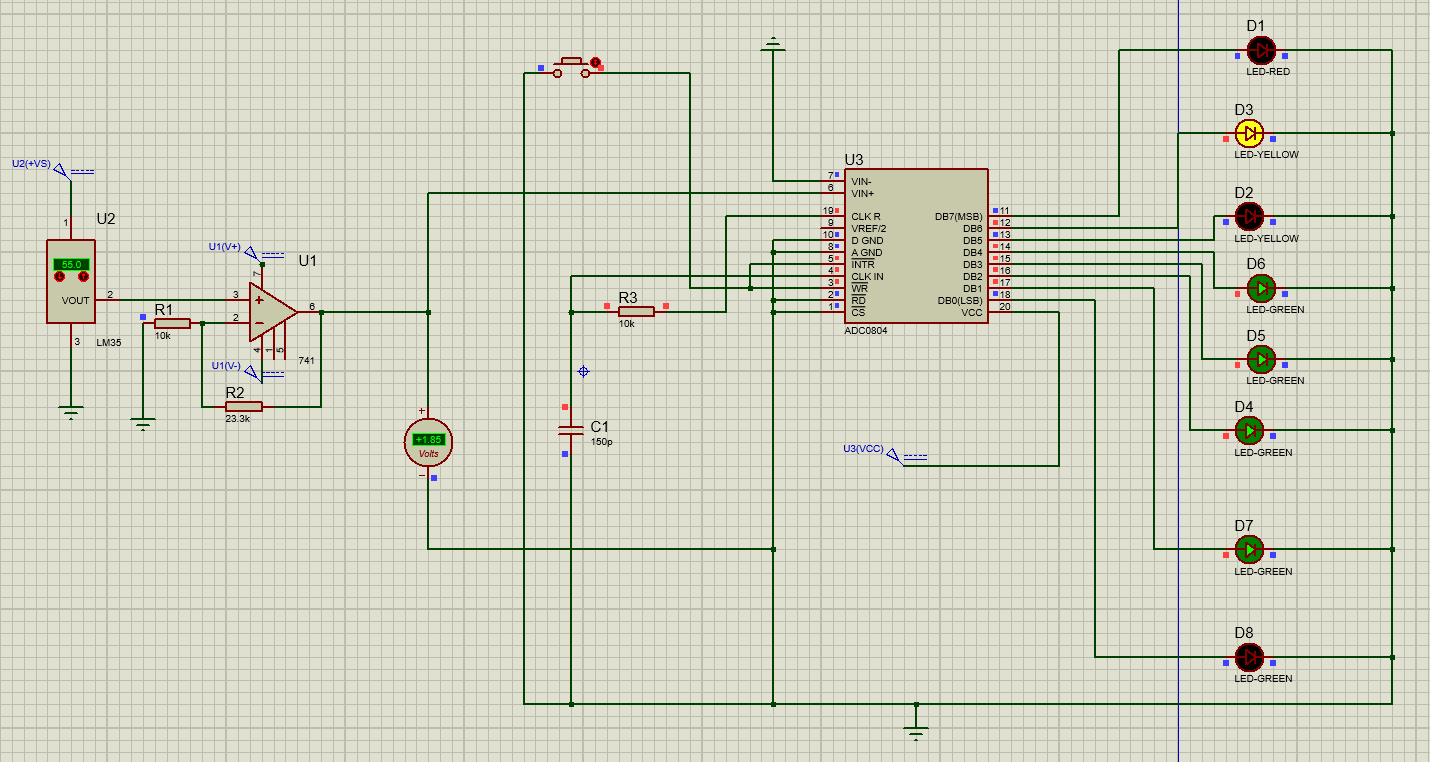 U2(+VS)
1
U2
55.0
VOUT
2
3
LM35
R1
10k
U1(V+)
7
U1
3
2
6
4
1
5
741
U1(V-)
R2
23.3k
+
+1.85
Volts
C1
150p
R3
10k
U3
7
VIN-
6
VIN+
19
CLK R
9
VREF/2
10
D GND
8
A GND
5
INTR
4
CLK IN
3
WR
2
RD
1
CS
DB7(MSB)
11
DB6
12
DB5
13
DB4
14
DB3
15
DB2
16
DB1
17
DB0(LSB)
18
VCC
20
ADC0804
U3(VCC)
D1
LED-RED
D3
LED-YELLOW
D2
LED-YELLOW
D6
LED-GREEN
D5
LED-GREEN
D4
LED-GREEN
D7
LED-GREEN
D8
LED-GREEN